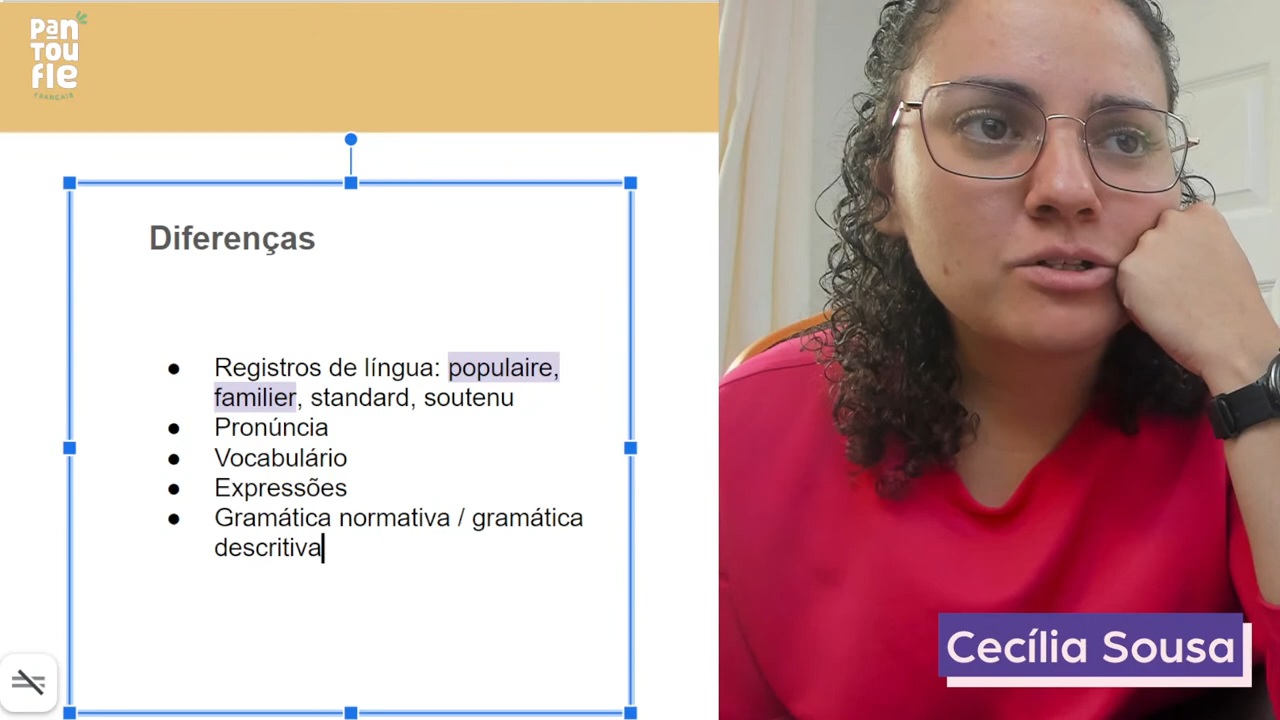 Pan
TOU
fle
FRANÇAIS
Diferenças
● Registros de língua: populaire,
familier, standard, soutenu
● Pronúncia
● Vocabulário
● Expressões
● Gramática normativa / gramática
descritiva
Cecília Sousa